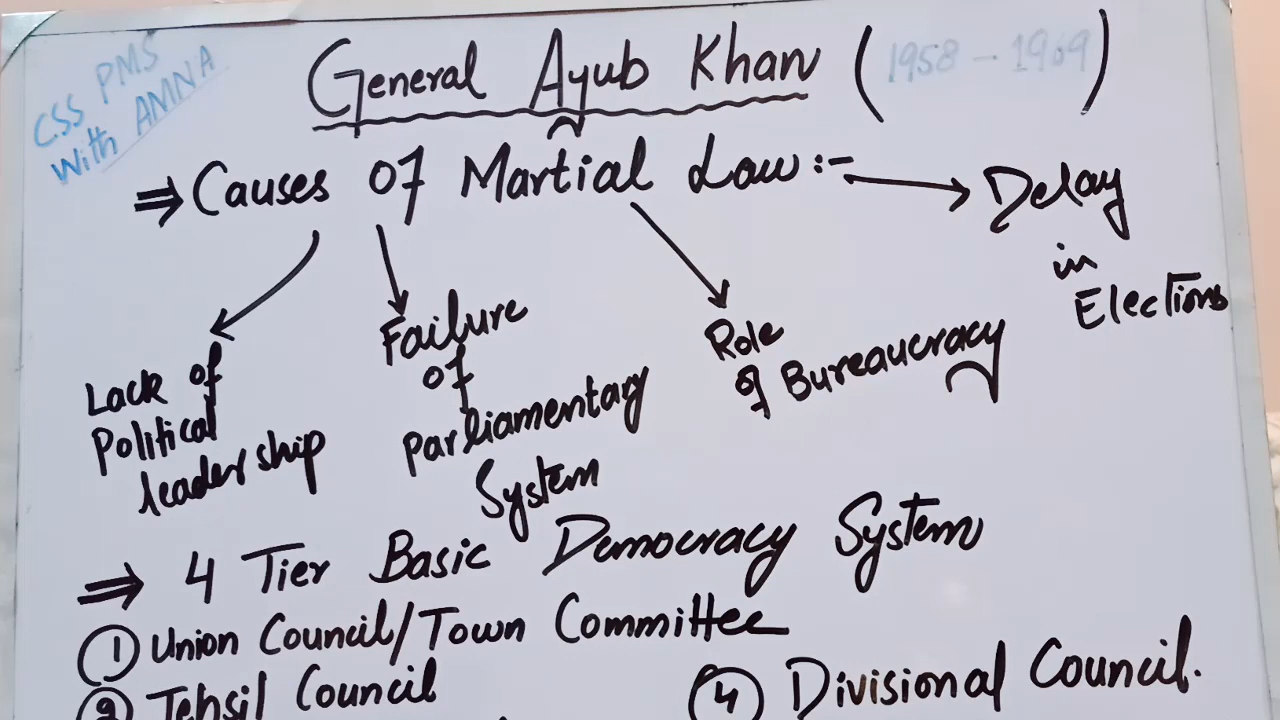 CSS PMS
With AMNA
General Ayub Khan (1958 - 1969)
⇒ Causes Of Martial Law:-
→ Delay
in
Elections
Lack of
Political
leadership
Failure
of
Parliamentary
System
Role
of Bureaucracy
⇒ 4 Tier Basic Democracy System
① Union Council/Town Committee
② Tehsil Council
④ Divisional Council.